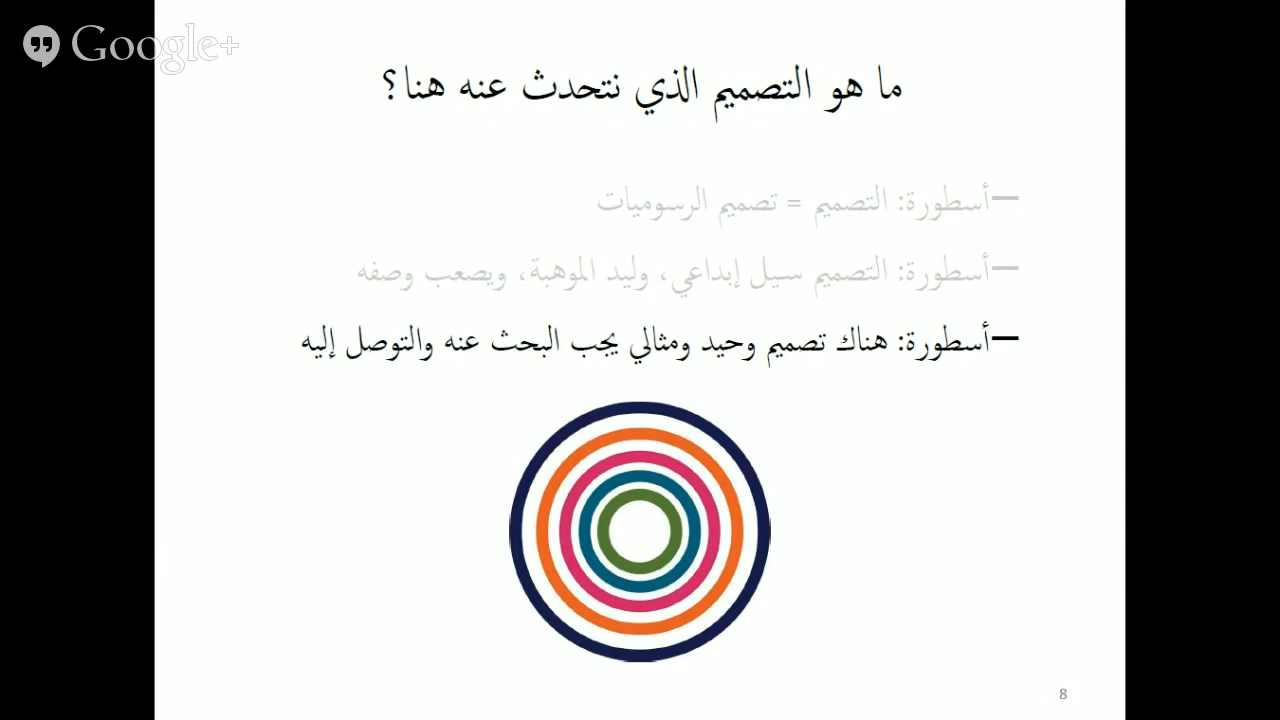 Google+
ما هو التصميم الذي نتحدث عنه هنا؟
—أسطورة: التصميم = تصميم الرسوميات
—أسطورة: التصميم سيل إبداعي، وليد الموهبة، ويصعب وصفه
—أسطورة: هناك تصميم وحيد ومثالي يجب البحث عنه والتوصل إليه
8